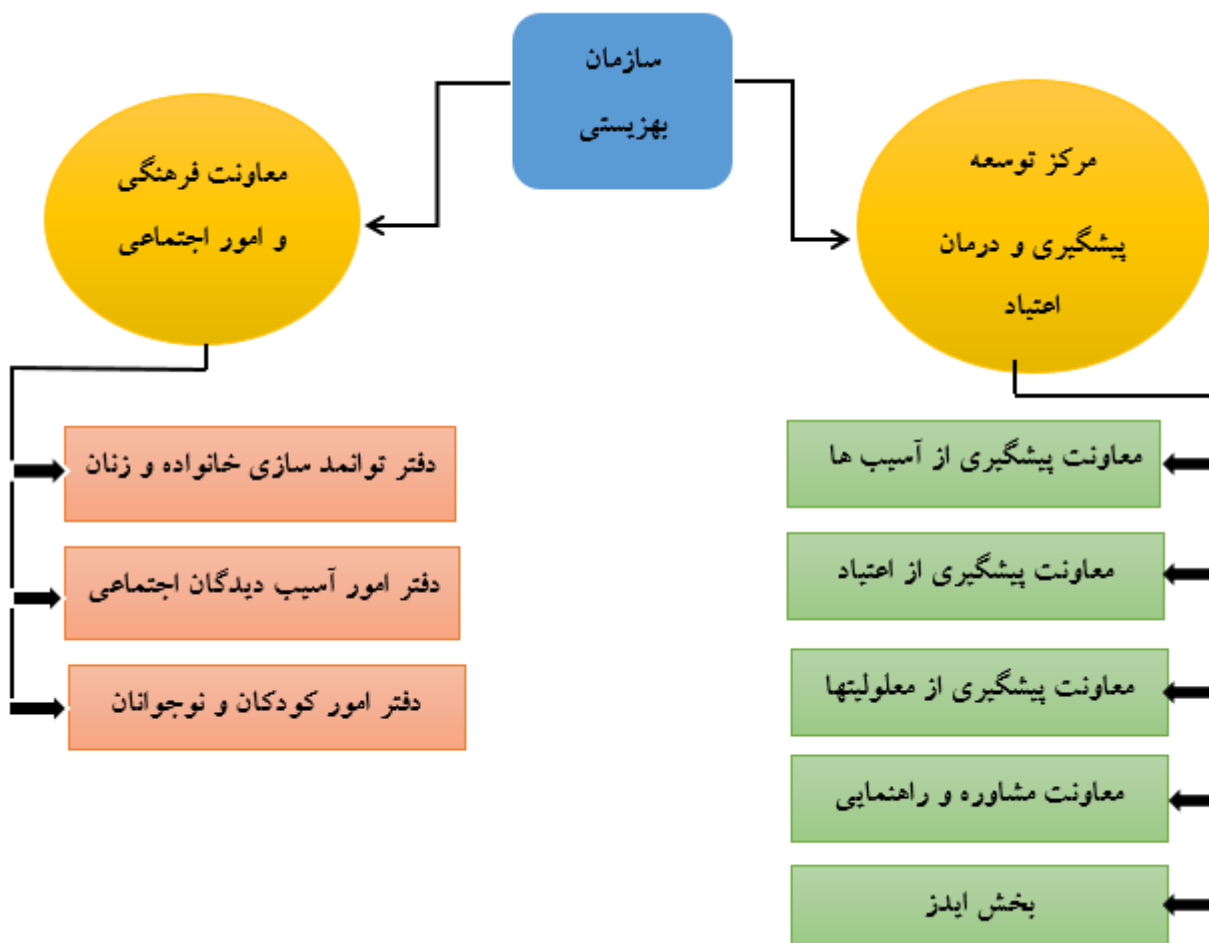 سازمان
بهزیستی
مرکز توسعه
پیشگیری و درمان
اعتیاد
معاونت فرهنگی
و امور اجتماعی
معاونت پیشگیری از آسیب ها
معاونت پیشگیری از اعتیاد
معاونت پیشگیری از معلولیتها
معاونت مشاوره و راهنمایی
بخش ایدز
دفتر توانمد سازی خانواده و زنان
دفتر امور آسیب دیدگان اجتماعی
دفتر امور کودکان و نوجوانان